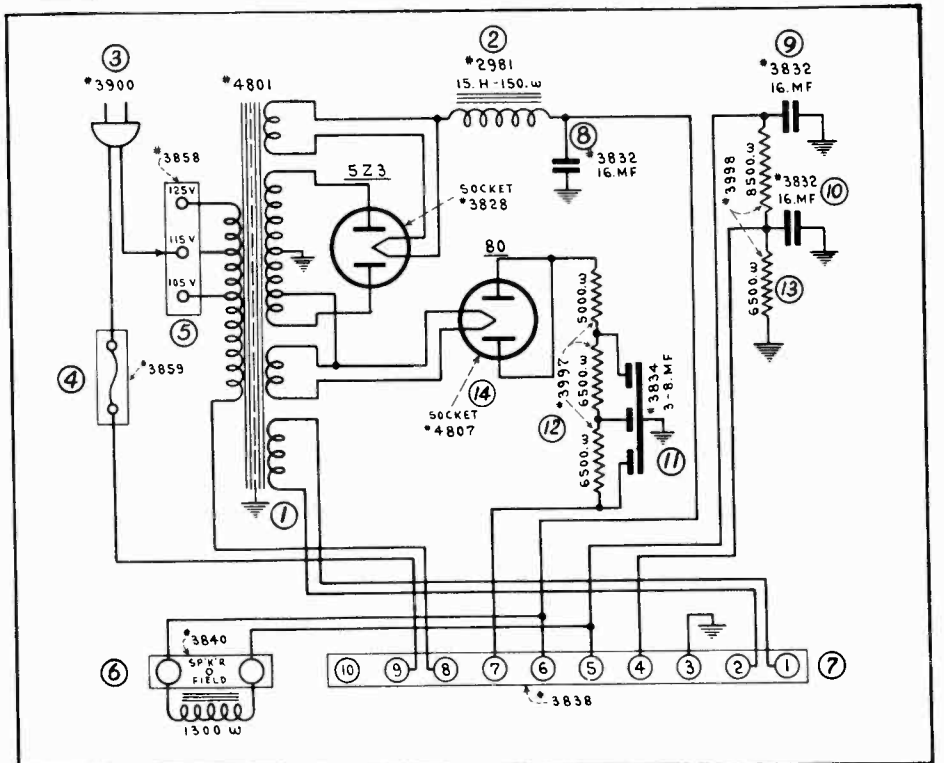 ③
*3900
*4801
②
*2981
15.H-150.ω
⑨
*3832
16.MF
*3858
125V
115V
105V
⑤
5Z3
SOCKET
*3828
⑧
*3832
16.MF
*3998
8500.ω
*3832
16.MF
⑩
6500.ω
⑬
80
④
*3859
5000.ω
*3997
6500.ω
6500.ω
⑭
SOCKET
*4807
⑫
*3834
3-8.MF
⑪
①
*3840
⑥
SP'K'R
FIELD
1300 ω
⑩ ⑨ ⑧ ⑦ ⑥ ⑤ ④ ③ ② ①
⑦
*3838